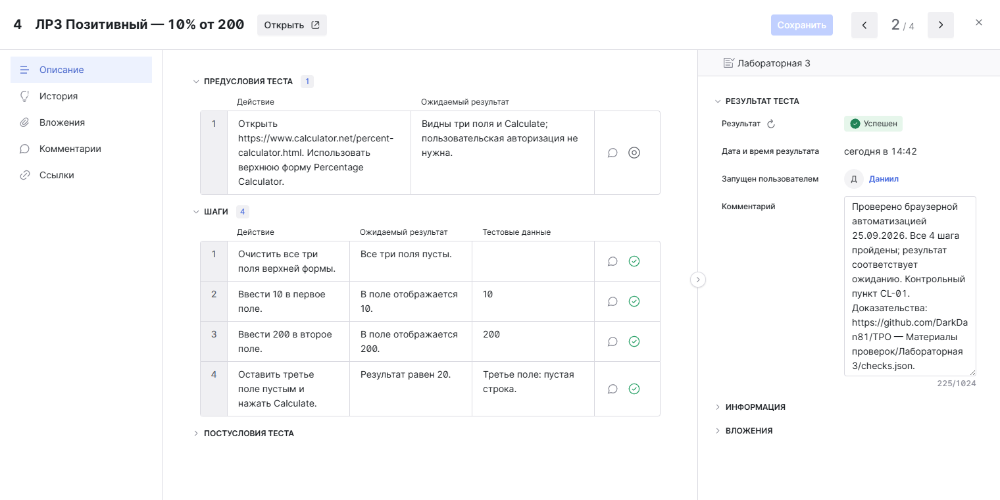 4 ЛР3 Позитивный — 10% от 200 Открыть
Сохранить
2 / 4
Описание
История
Вложения
Комментарии
Ссылки
ПРЕДУСЛОВИЯ ТЕСТА 1
Действие Ожидаемый результат
1
Открыть
https://www.calculator.net/percent-
calculator.html. Использовать
верхнюю форму Percentage
Calculator.
Видны три поля и Calculate;
пользовательская авторизация не
нужна.
ШАГИ 4
Действие Ожидаемый результат Тестовые данные
1
Очистить все три
поля верхней формы.
Все три поля пусты.
2
Ввести 10 в первое
поле.
В поле отображается
10.
10
3
Ввести 200 в второе
поле.
В поле отображается
200.
200
4
Оставить третье
поле пустым и
нажать Calculate.
Результат равен 20.
Третье поле: пустая
строка.
ПОСТУСЛОВИЯ ТЕСТА
Лабораторная 3
РЕЗУЛЬТАТ ТЕСТА
Результат Успешен
Дата и время результата сегодня в 14:42
Запущен пользователем Д Даниил
Комментарий
Проверено браузерной
автоматизацией
25.09.2026. Все 4 шага
пройдены; результат
соответствует
ожиданию. Контрольный
пункт CL-01.
Доказательства:
https://github.com/DarkDa
n81/TPO — Материалы
проверок/Лабораторная
3/checks.json.
225/1024
ИНФОРМАЦИЯ
ВЛОЖЕНИЯ